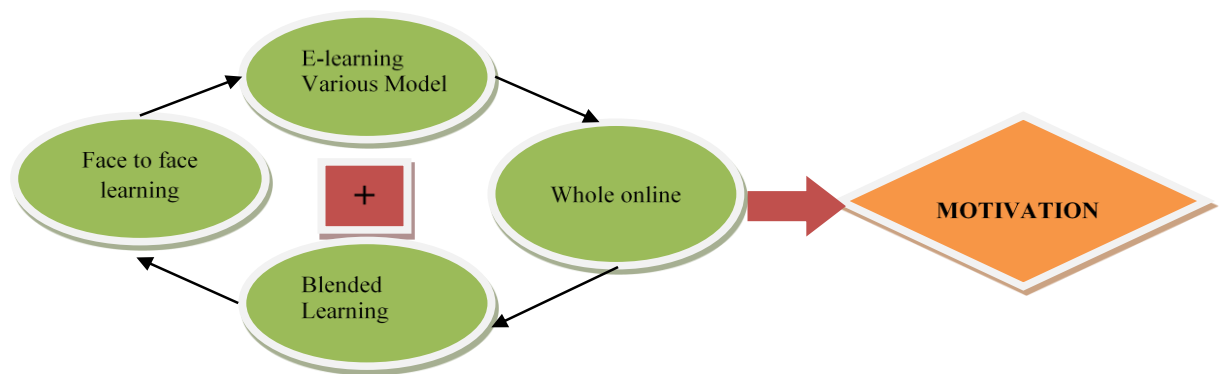 E-learning
Various Model
Face to face
learning
+
Whole online
MOTIVATION
Blended
Learning